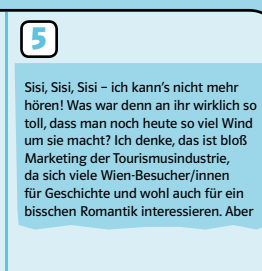 5
Sisi, Sisi, Sisi – ich kann's nicht mehr
hören! Was war denn an ihr wirklich so
toll, dass man noch heute so viel Wind
um sie macht? Ich denke, das ist bloß
Marketing der Tourismusindustrie,
da sich viele Wien-Besucher/innen
für Geschichte und wohl auch für ein
bisschen Romantik interessieren. Aber